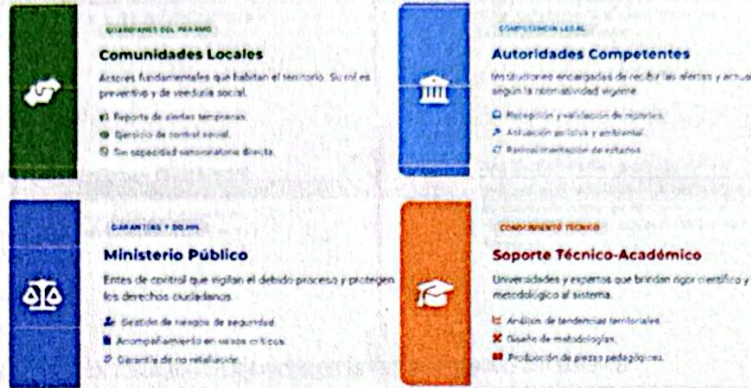 GUARDIANES DEL PÁRAMO
Comunidades Locales
Actores fundamentales que habitan el territorio. Su rol es
preventivo y de veeduría social.
Reporte de alertas tempranas.
Ejercicio de control social.
Sin capacidad sancionatoria directa.
COMPETENCIA LEGAL
Autoridades Competentes
Instituciones encargadas de recibir las alertas y actua
según la normatividad vigente.
Recepción y validación de reportes.
Actuación policiva y ambiental.
Retroalimentación de estados.
GARANTÍAS Y DD.HH.
Ministerio Público
Entes de control que vigilan el debido proceso y protegen
los derechos ciudadanos.
Gestión de riesgos de seguridad.
Acompañamiento en casos críticos.
Garantía de no retaliación.
CONOCIMIENTO TÉCNICO
Soporte Técnico-Académico
Universidades y expertos que brindan rigor científico y
metodológico al sistema.
Análisis de tendencias territoriales.
Diseño de metodologías.
Producción de piezas pedagógicas.